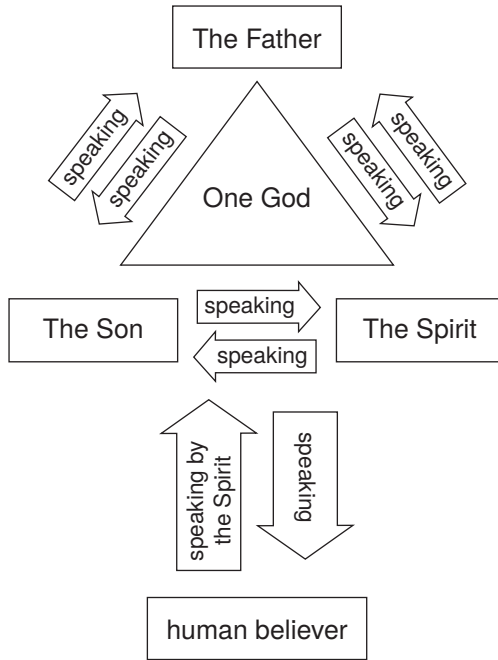 The Father
speaking
speaking
speaking
speaking
One God
The Son
speaking
speaking
The Spirit
speaking by
the Spirit
speaking
human believer